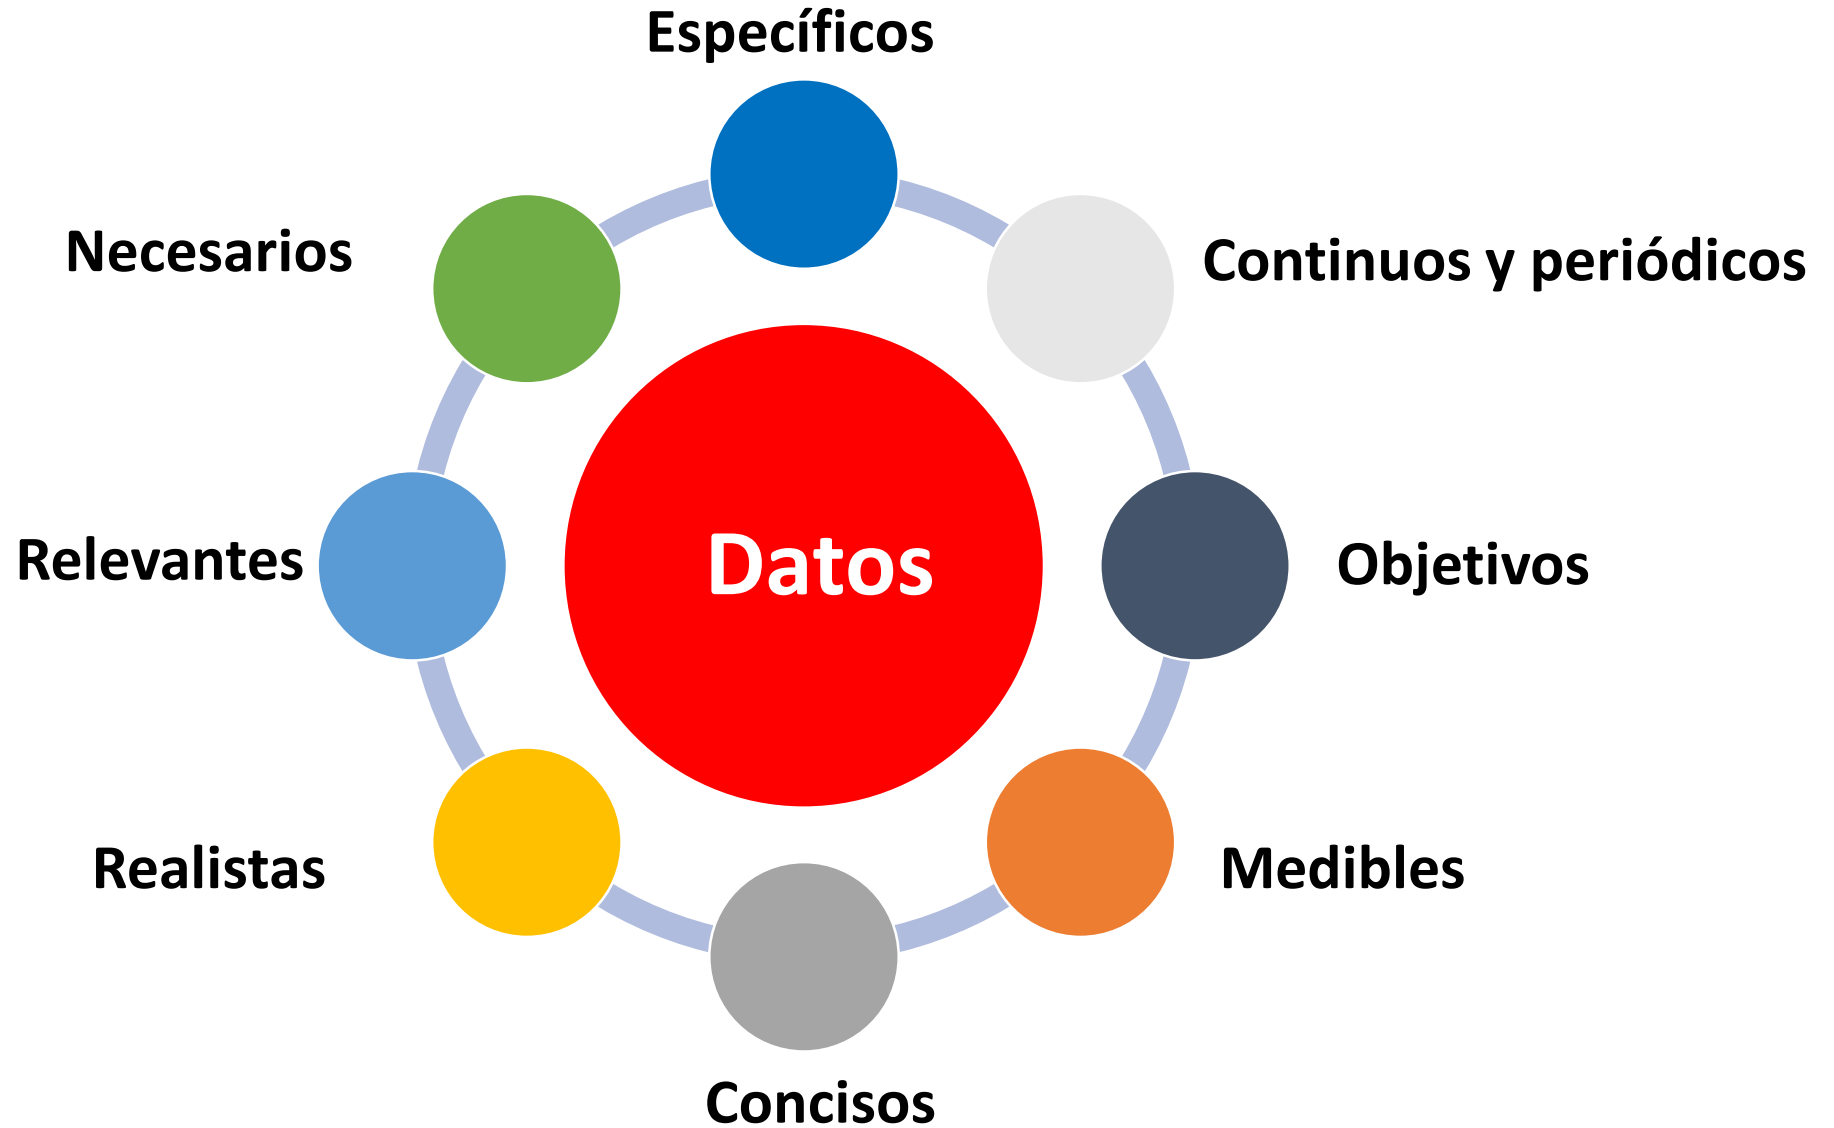 Específicos
Necesarios
Continuos y periódicos
Relevantes
Datos
Objetivos
Realistas
Medibles
Concisos